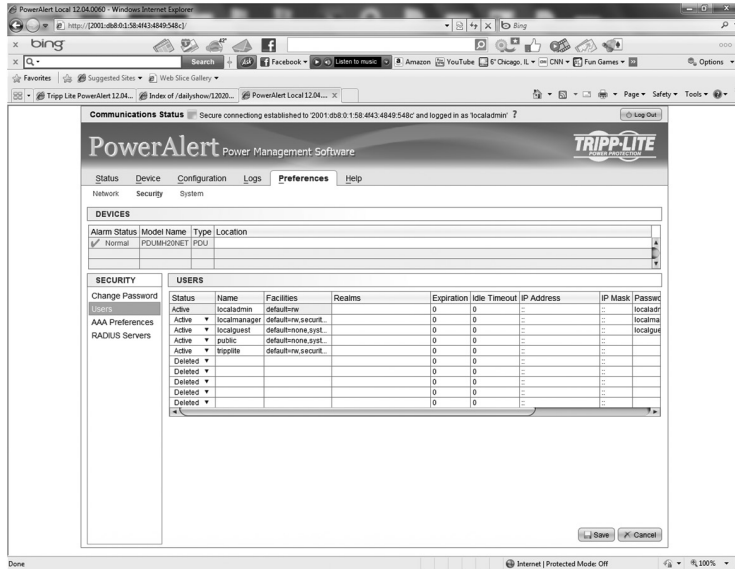 PowerAlert Local 12.04.0060 - Windows Internet Explorer
http://[2001:db8:0:1:58:4f43:4849:548c]/
Bing
x bing 46° 000
x Q Search Facebook Listen to music Amazon YouTube 6° Chicago, IL CNN Fun Games Options
Favorites Suggested Sites Web Slice Gallery
Tripp Lite PowerAlert 12.04... Index of /dailyshow/12020... PowerAlert Local 12.04.... X Page Safety Tools
Communications Status Secure connectiong established to '2001:db8:0:1:58:4f43:4849:548c' and logged in as 'localadmin' ? Log Out
PowerAlert Power Management Software TRIPP·LITE
POWER PROTECTION
Status Device Configuration Logs Preferences Help
Network Security System
DEVICES
Alarm Status Model Name Type Location
Normal PDUMH20NET PDU
SECURITY
Change Password
Users
AAA Preferences
RADIUS Servers
USERS
Status Name Facilities Realms Expiration Idle Timeout IP Address IP Mask Passwo
Active localadmin default=rw 0 0 :: :: localadr
Active localmanager default=rw,securit... 0 0 :: :: localma
Active localguest default=none,syst... 0 0 :: :: localgue
Active public default=none,syst... 0 0 :: ::
Active tripplite default=rw,securit... 0 0 :: ::
Deleted 0 0 :: ::
Deleted 0 0 :: ::
Deleted 0 0 :: ::
Deleted 0 0 :: ::
Deleted 0 0 :: ::
Save Cancel
Done Internet | Protected Mode: Off 100%